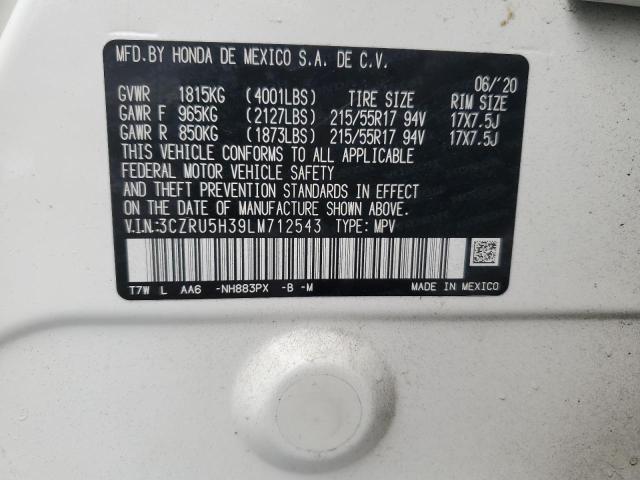 MFD.BY HONDA DE MEXICO S.A. DE C.V.
06/'20
GVWR 1815KG (4001LBS) TIRE SIZE RIM SIZE
GAWR F 965KG (2127LBS) 215/55R17 94V 17X7.5J
GAWR R 850KG (1873LBS) 215/55R17 94V 17X7.5J
THIS VEHICLE CONFORMS TO ALL APPLICABLE
FEDERAL MOTOR VEHICLE SAFETY
AND THEFT PREVENTION STANDARDS IN EFFECT
ON THE DATE OF MANUFACTURE SHOWN ABOVE.
V.I.N:3CZRU5H39LM712543 TYPE: MPV
T7W L AA6 -NH883PX -B -M
MADE IN MEXICO